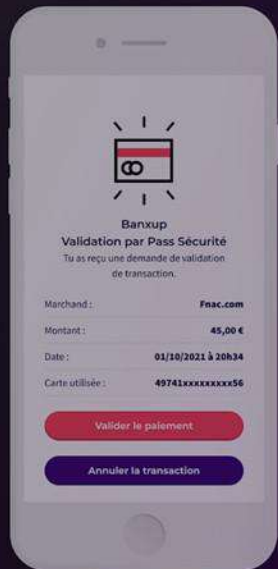 Banxup
Validation par Pass Sécurité
Tu as reçu une demande de validation
de transaction.
Marchand : Fnac.com
Montant : 45,00 €
Date : 01/10/2021 à 20h34
Carte utilisée : 49741xxxxxxxxx56
Valider le paiement
Annuler la transaction